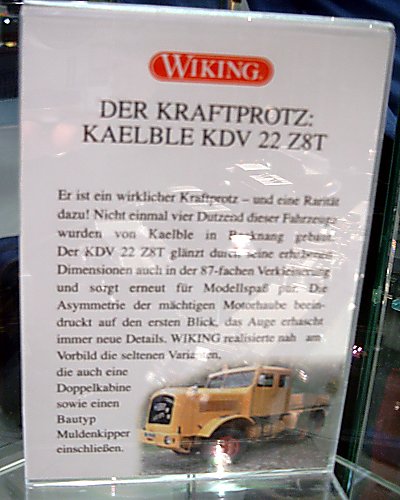 WIKING
DER KRAFTPROTZ:
KAELBLE KDV 22 Z8T
Er ist ein wirklicher Kraftprotz – und eine Rarität
dazu! Nicht einmal vier Dutzend dieser Fahrzeuge
wurden von Kaelble in Backnang gebaut.
Der KDV 22 Z8T glänzt durch seine erhabenen
Dimensionen auch in der 87-fachen Verkleinerung
und sorgt erneut für Modellspaß pur. Die
Asymmetrie der mächtigen Motorhaube beein-
druckt auf den ersten Blick, das Auge erhascht
immer neue Details. WIKING realisierte nah am
Vorbild die seltenen Varianten,
die auch eine
Doppelkabine
sowie einen
Bautyp
Muldenkipper
einschließen.